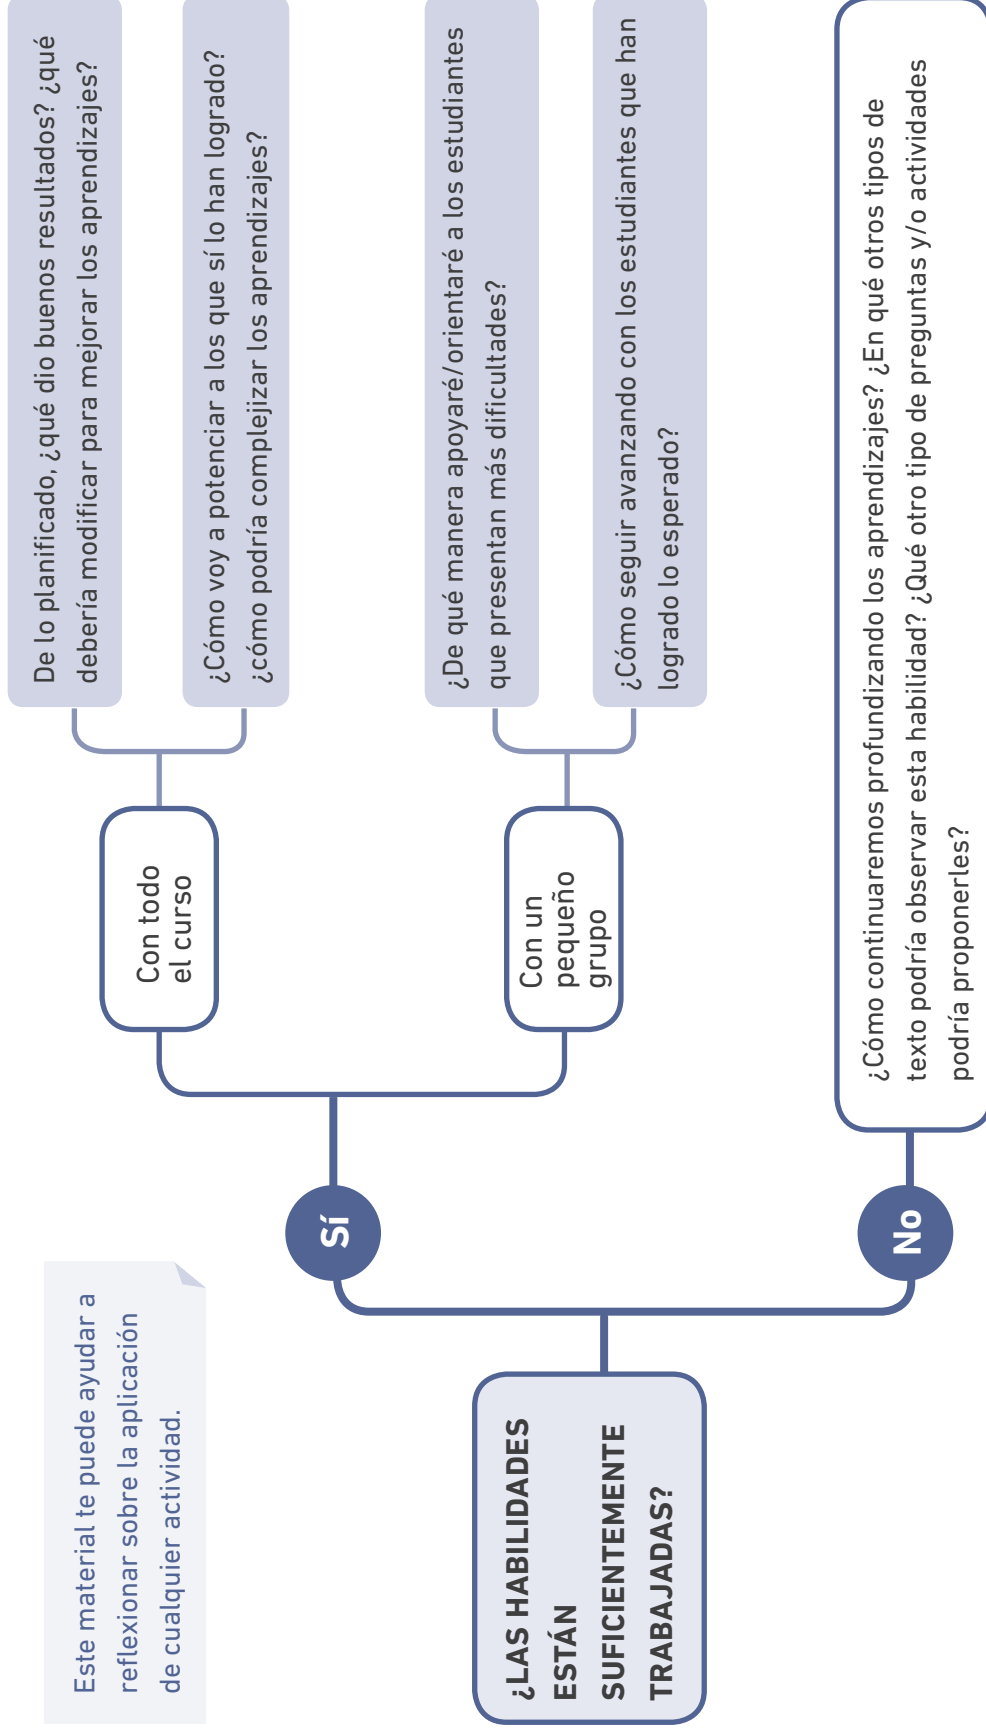 Este material te puede ayudar a
reflexionar sobre la aplicación
de cualquier actividad.
¿LAS HABILIDADES
ESTÁN
SUFICIENTEMENTE
TRABAJADAS?
Sí
Con todo
el curso
De lo planificado, ¿qué dio buenos resultados? ¿qué
debería modificar para mejorar los aprendizajes?
¿Cómo voy a potenciar a los que sí lo han logrado?
¿cómo podría complejizar los aprendizajes?
Con un
pequeño
grupo
¿De qué manera apoyaré/orientaré a los estudiantes
que presentan más dificultades?
¿Cómo seguir avanzando con los estudiantes que han
logrado lo esperado?
No
¿Cómo continuaremos profundizando los aprendizajes? ¿En qué otros tipos de
texto podría observar esta habilidad? ¿Qué otro tipo de preguntas y/o actividades
podría proponerles?